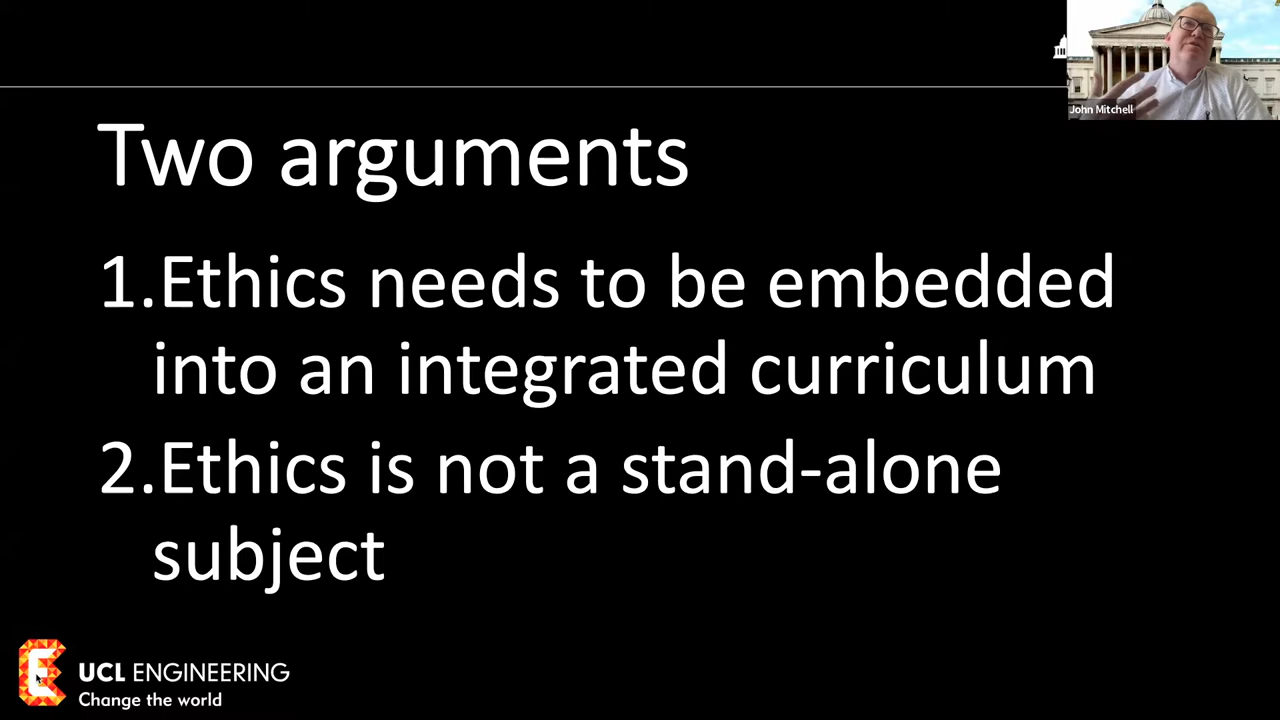 John Mitchell
Two arguments
1.Ethics needs to be embedded
into an integrated curriculum
2.Ethics is not a stand-alone
subject
UCL ENGINEERING
Change the world